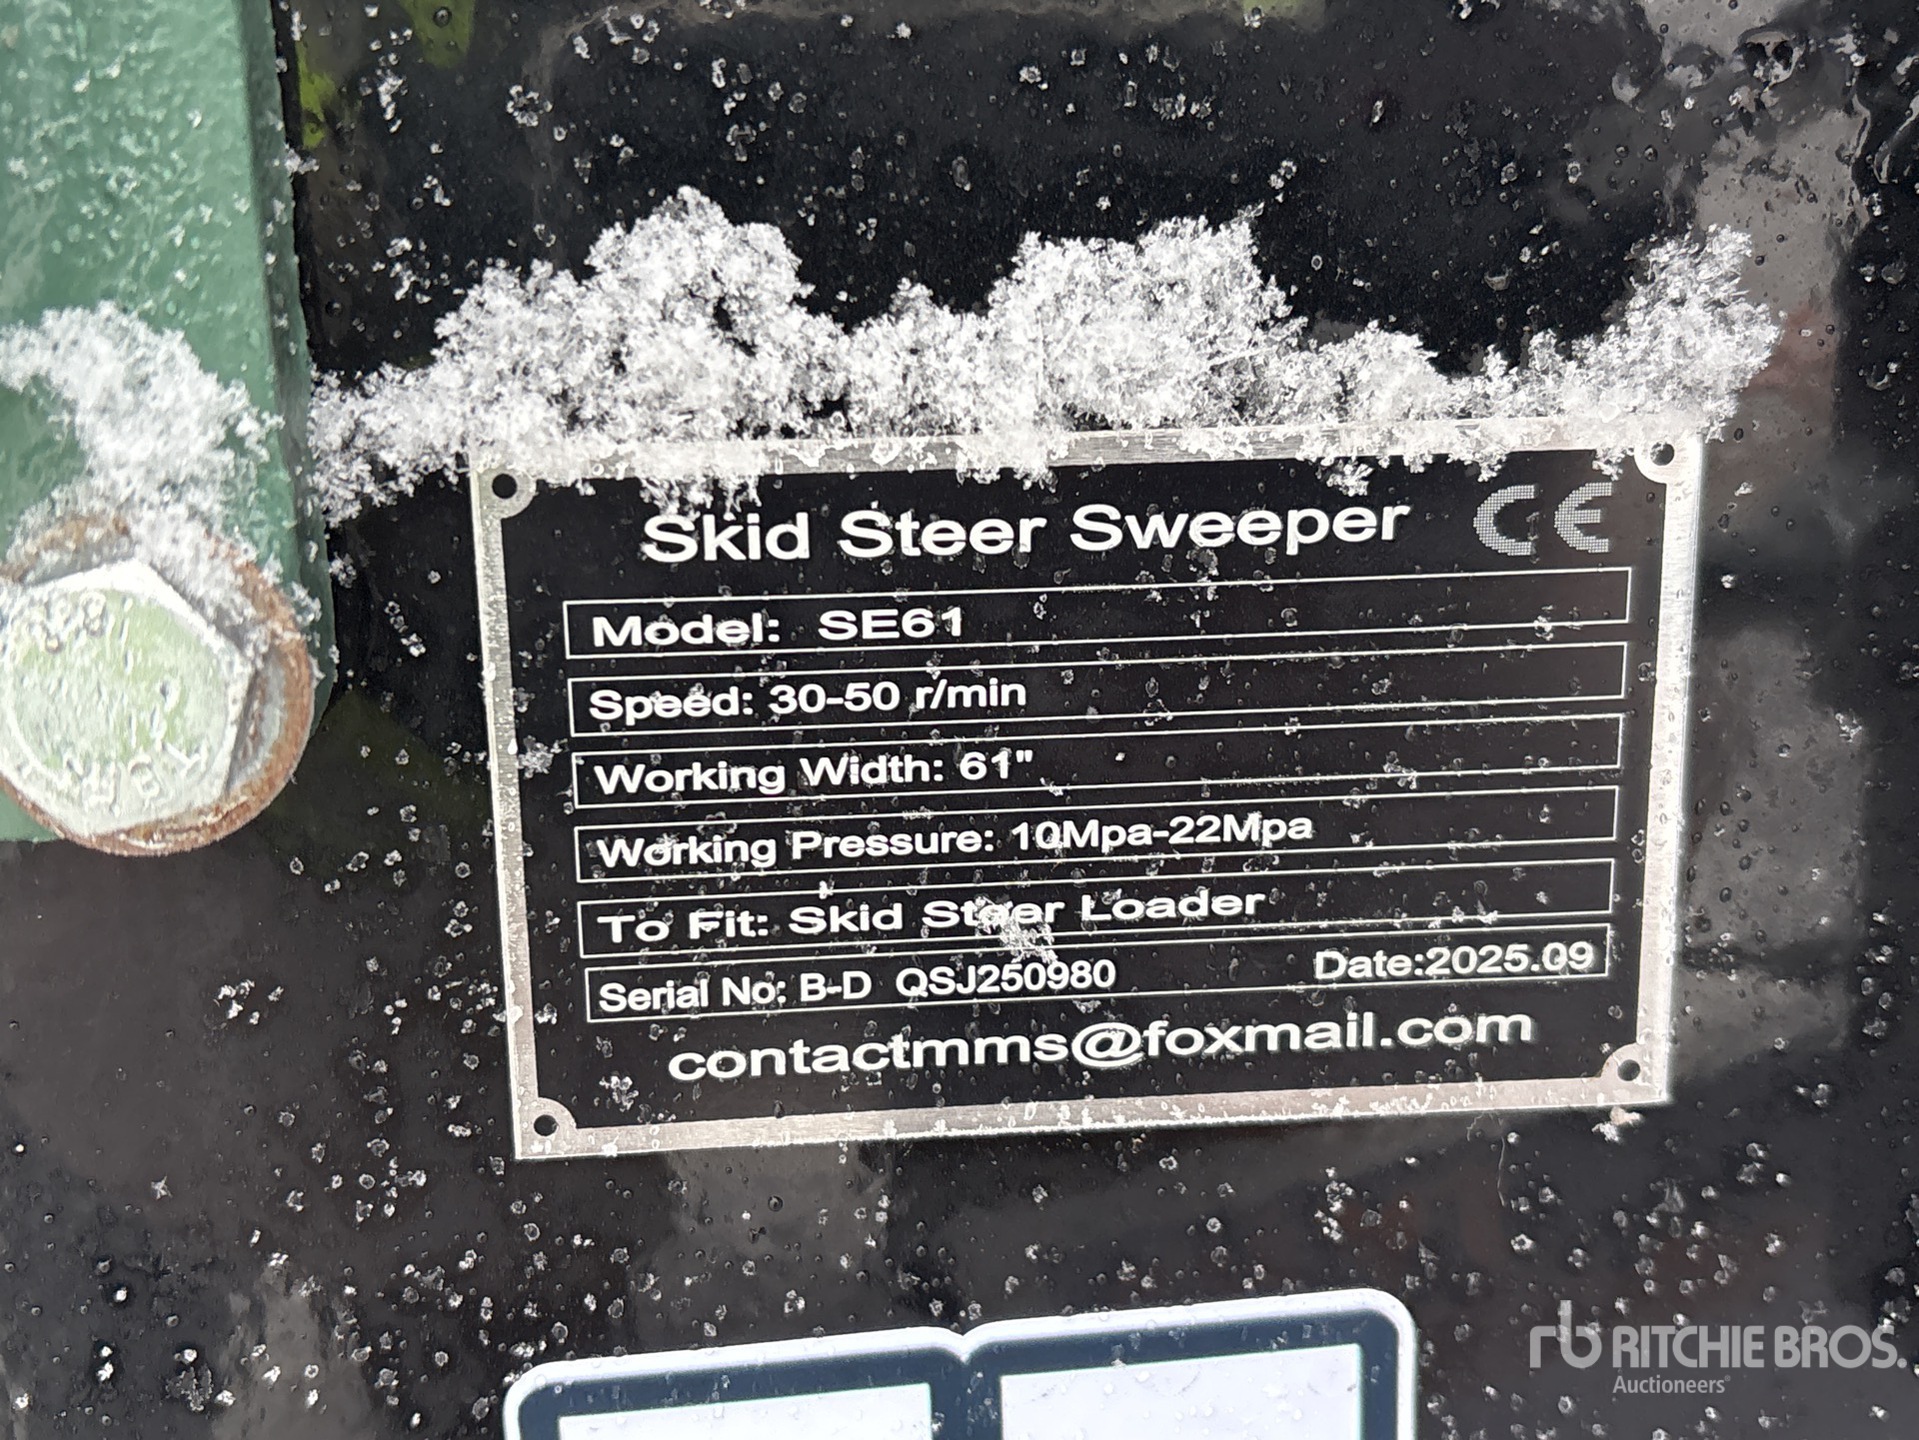 Skid Steer Sweeper CE
Model: SE61
Speed: 30-50 r/min
Working Width: 61"
Working Pressure: 10Mpa-22Mpa
To Fit: Skid Steer Loader
Serial No: B-D QSJ250980 Date:2025.09
contactmms@foxmail.com
rb RITCHIE BROS.
Auctioneers